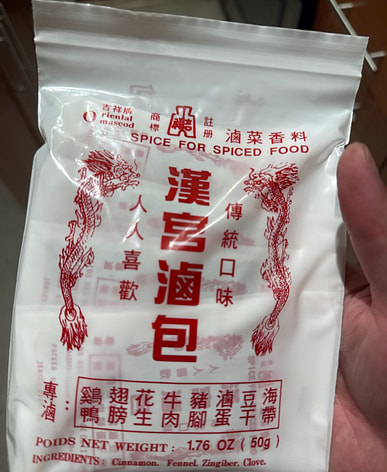 吉祥牌
Oriental
mascod
商標
註册
滷菜香料
SPICE FOR SPICED FOOD
漢宮滷包
傳統口味
人人喜歡
專滷：
雞鴨
翅膀
花生
牛肉
豬腳
滷蛋
豆干
海帶
POIDS NET WEIGHT: 1.76 OZ (50g)
INGREDIENTS: Cinnamon. Fennel. Zingiber. Clove.